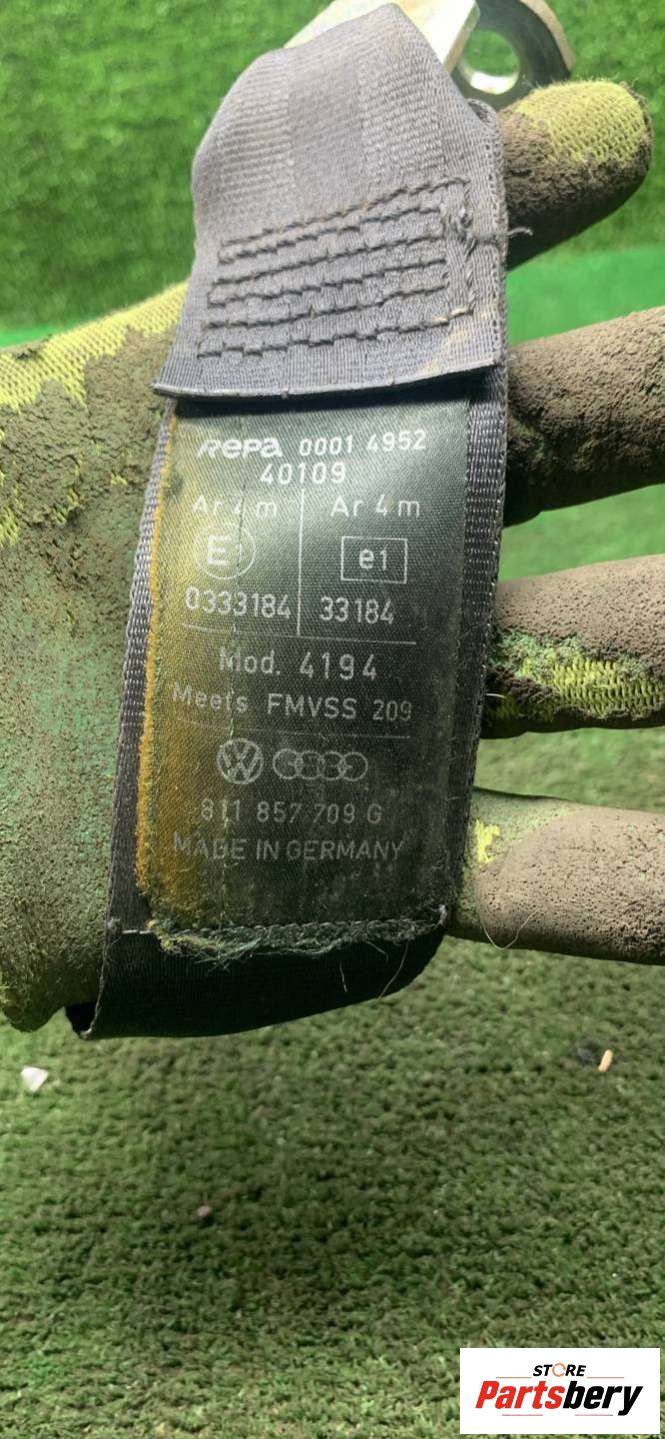 Repa 0001 4952
40109
Ar 4 m Ar 4 m
E1 e1
0333184 33184
Mod. 4194
Meets FMVSS 209
811 857 709 G
MADE IN GERMANY
STORE
Partsbery